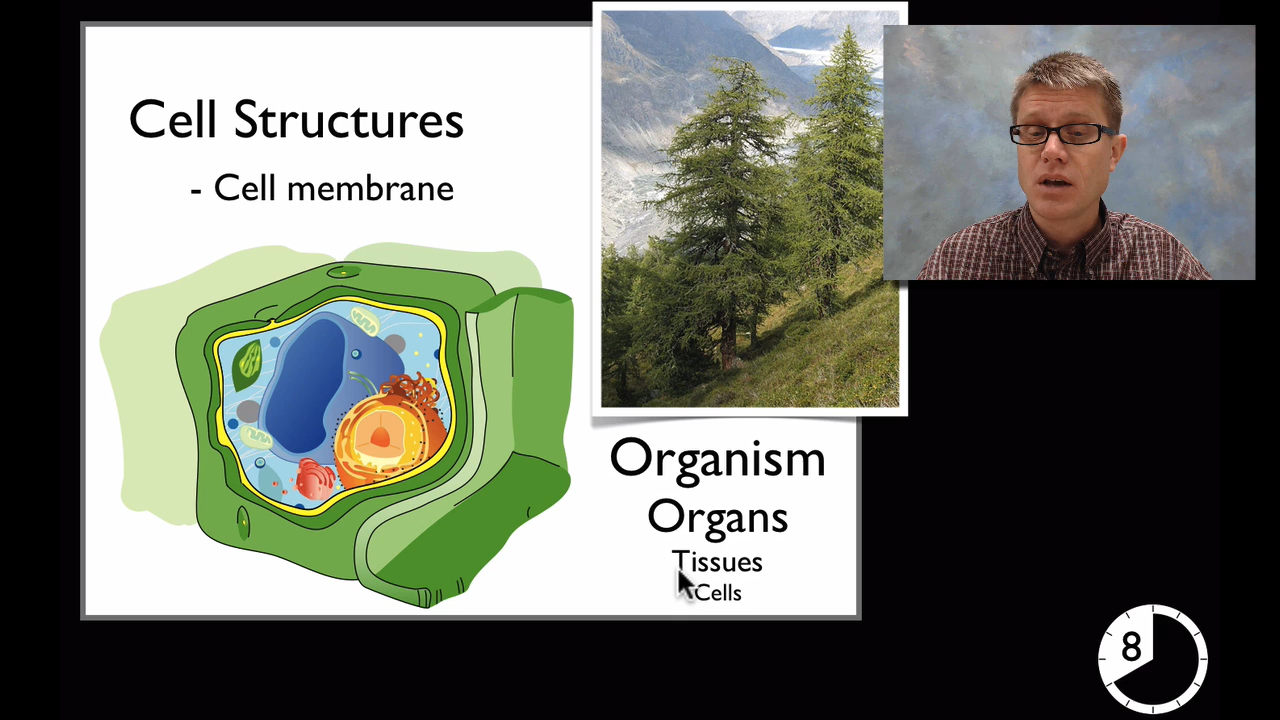 Cell Structures
- Cell membrane
Organism
Organs
Tissues
Cells
8